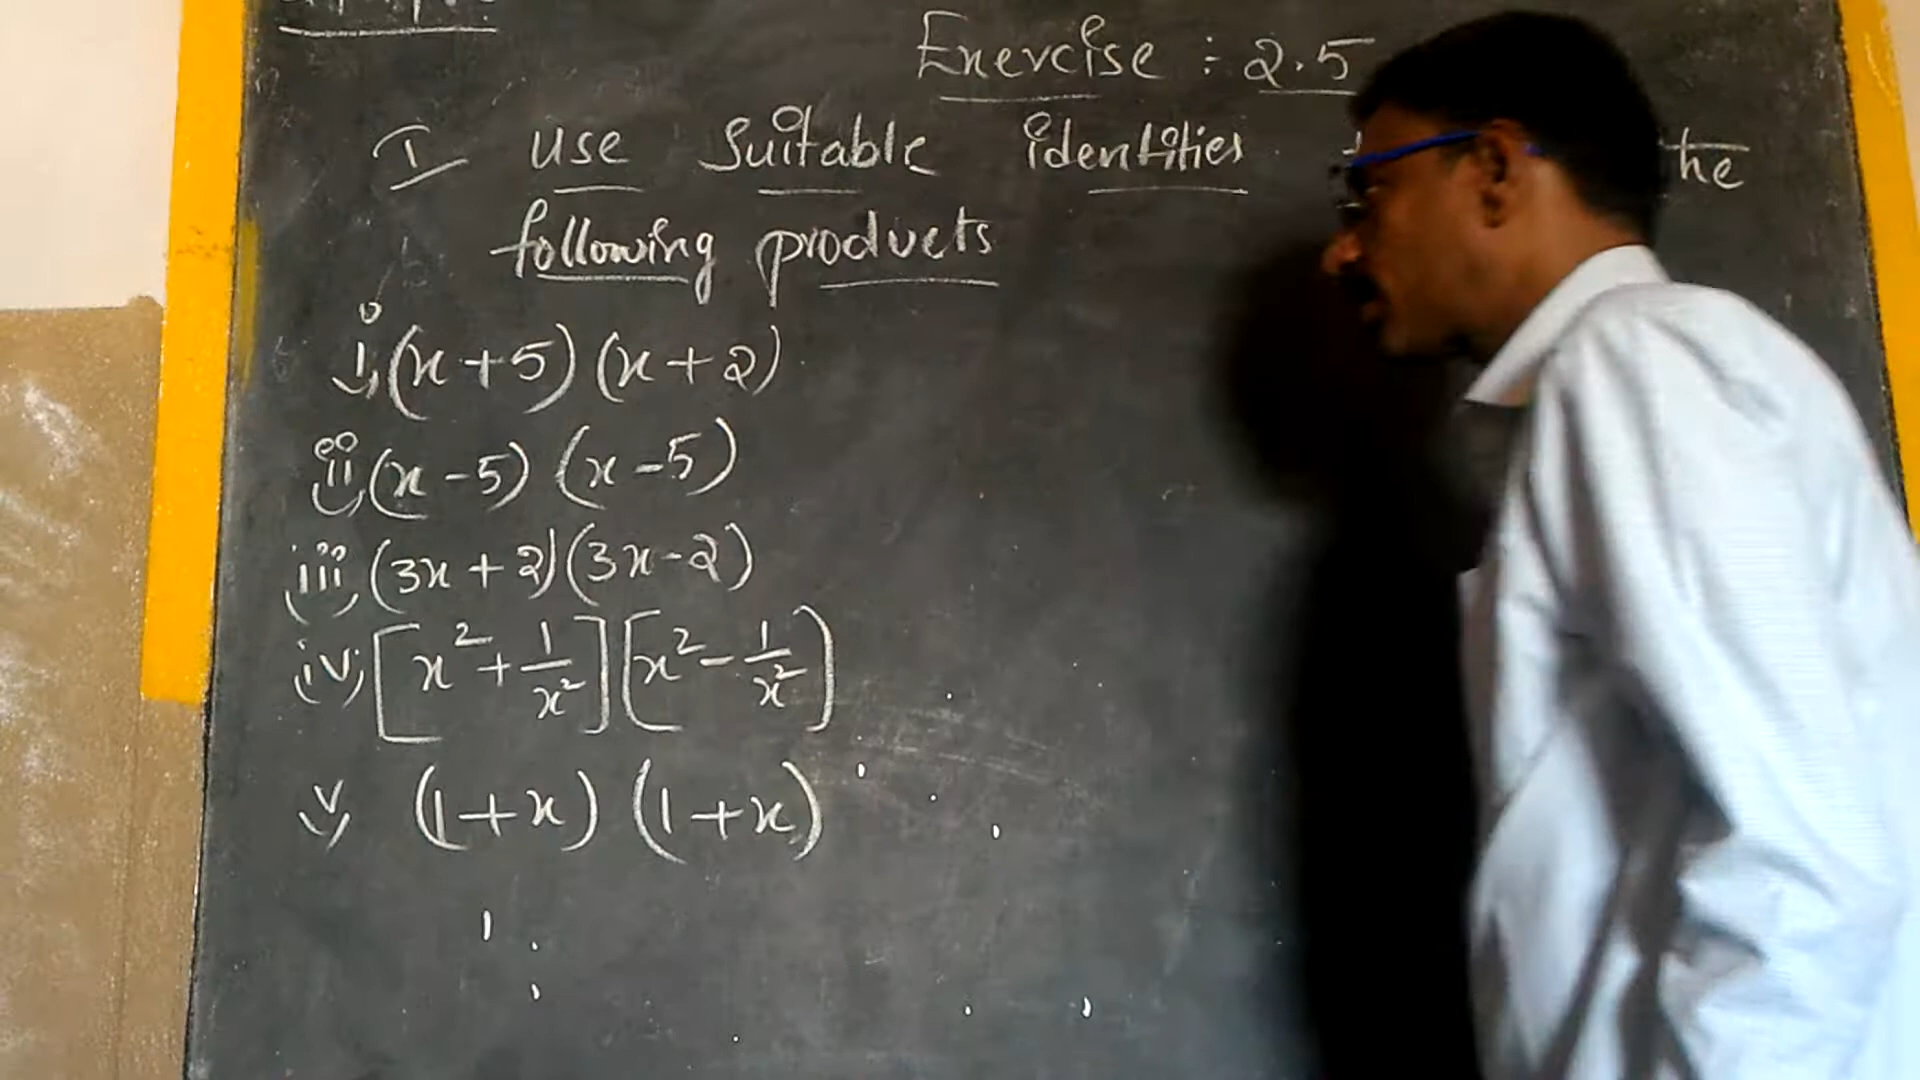 Exercise : 2.5
I use suitable identities the
following products
i, (x+5) (x+2)
ii, (x-5) (x-5)
iii, (3x+2) (3x-2)
iv, [x²+1/x²] [x²-1/x²)
v, (1+x) (1+x)